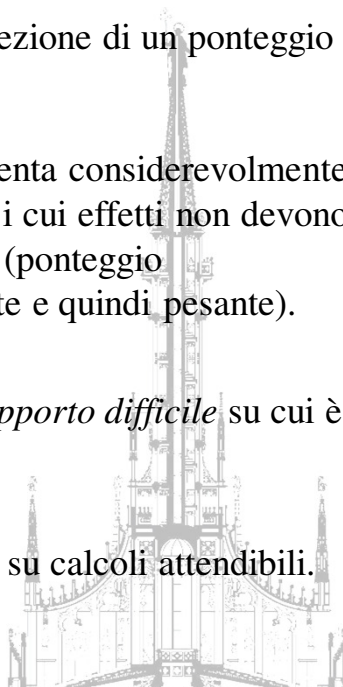 ezione di un ponteggio
enta considerevolmente
i cui effetti non devono
(ponteggio
te e quindi pesante).
pporto difficile su cui è
su calcoli attendibili.